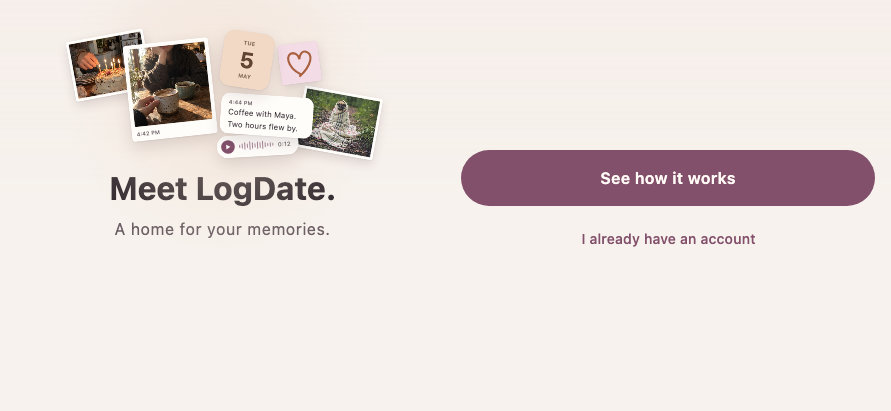 TUE
5
MAY
4:44 PM
Coffee with Maya.
Two hours flew by.
4:42 PM
0:12
Meet LogDate.
A home for your memories.
See how it works
I already have an account